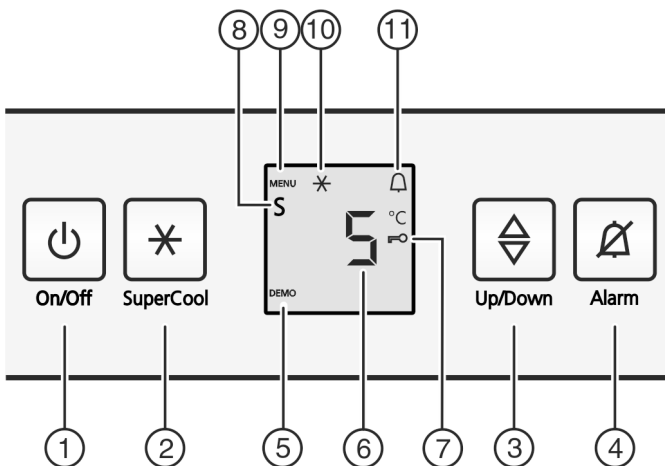 8 9 10 11
MENU
S
5 °C
DEMO
On/Off SuperCool Up/Down Alarm
1 2 5 6 7 3 4